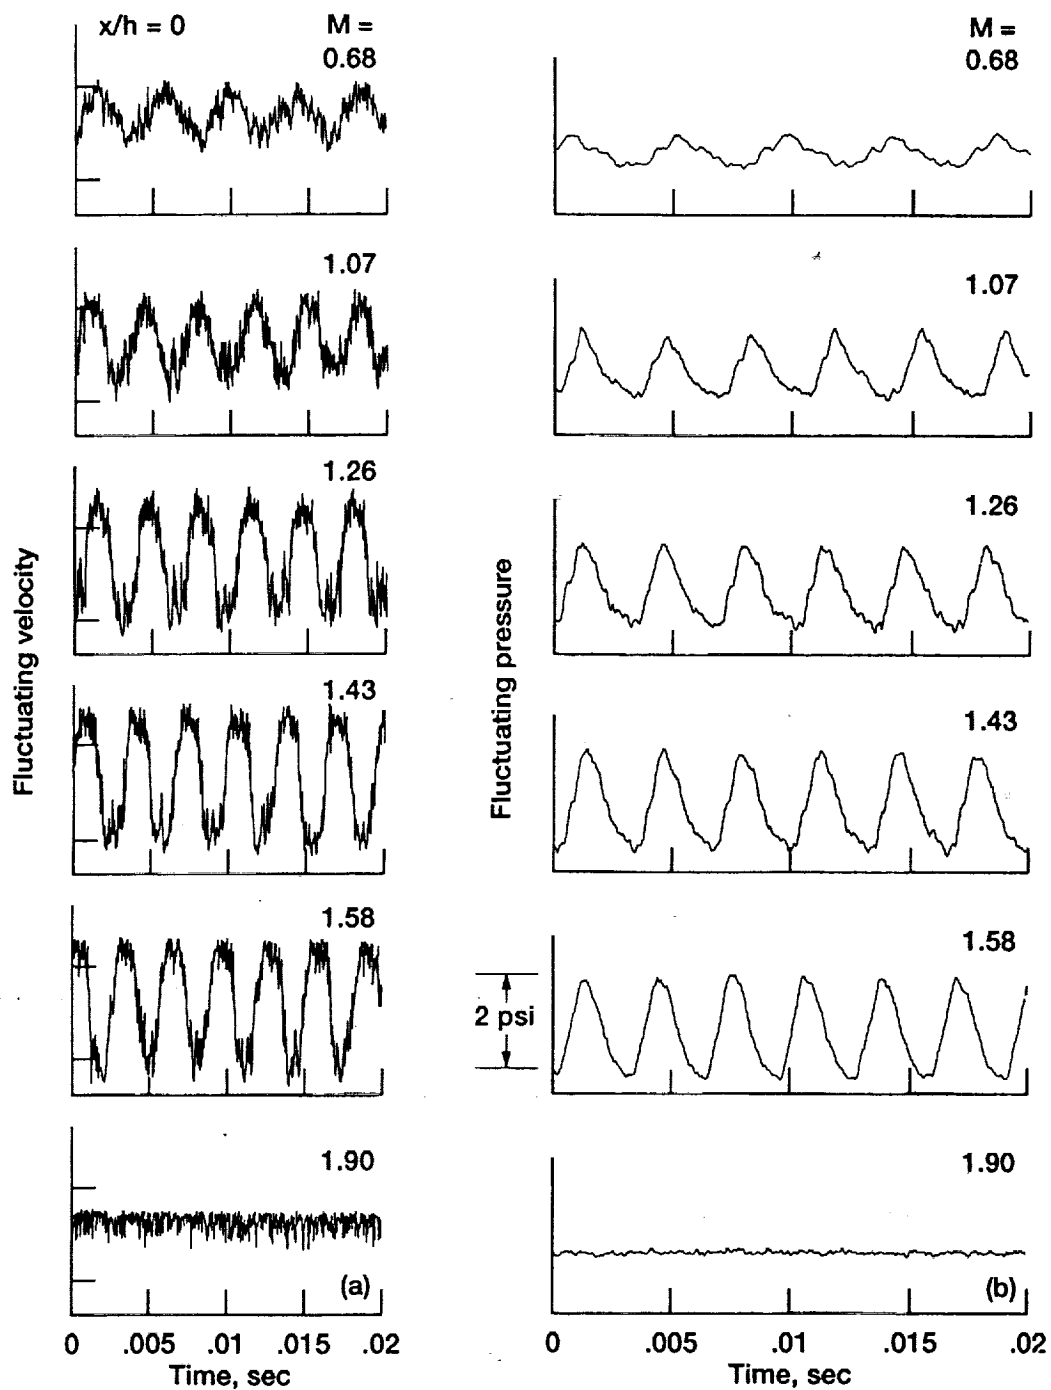 x/h = 0
M =
0.68
1.07
1.26
1.43
1.58
1.90
(a)
0 .005 .01 .015 .02
Time, sec
Fluctuating velocity
M =
0.68
1.07
1.26
1.43
1.58
2 psi
1.90
(b)
0 .005 .01 .015 .02
Time, sec
Fluctuating pressure